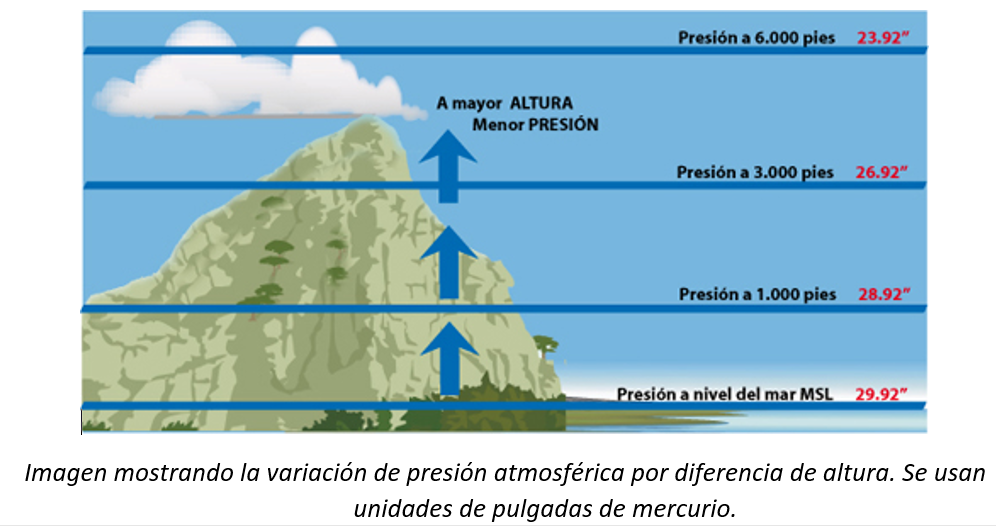 Presión a 6.000 pies 23.92”
A mayor ALTURA
Menor PRESIÓN
Presión a 3.000 pies 26.92”
Presión a 1.000 pies 28.92”
Presión a nivel del mar MSL 29.92”
Imagen mostrando la variación de presión atmosférica por diferencia de altura. Se usan
unidades de pulgadas de mercurio.